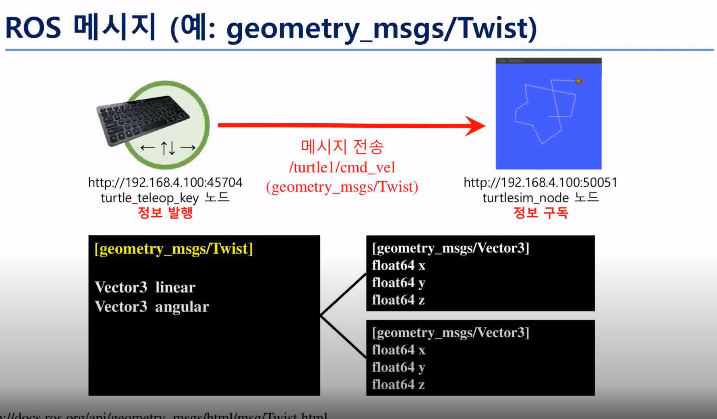 ROS 메시지 (예: geometry_msgs/Twist)
←↑↓→
메시지 전송
/turtle1/cmd_vel
(geometry_msgs/Twist)
http://192.168.4.100:45704
turtle_teleop_key 노드
정보 발행
http://192.168.4.100:50051
turtlesim_node 노드
정보 구독
[geometry_msgs/Twist]
Vector3 linear
Vector3 angular
[geometry_msgs/Vector3]
float64 x
float64 y
float64 z
[geometry_msgs/Vector3]
float64 x
float64 y
float64 z
://docs.ros.org/api/geometry_msgs/html/msg/Twist.html